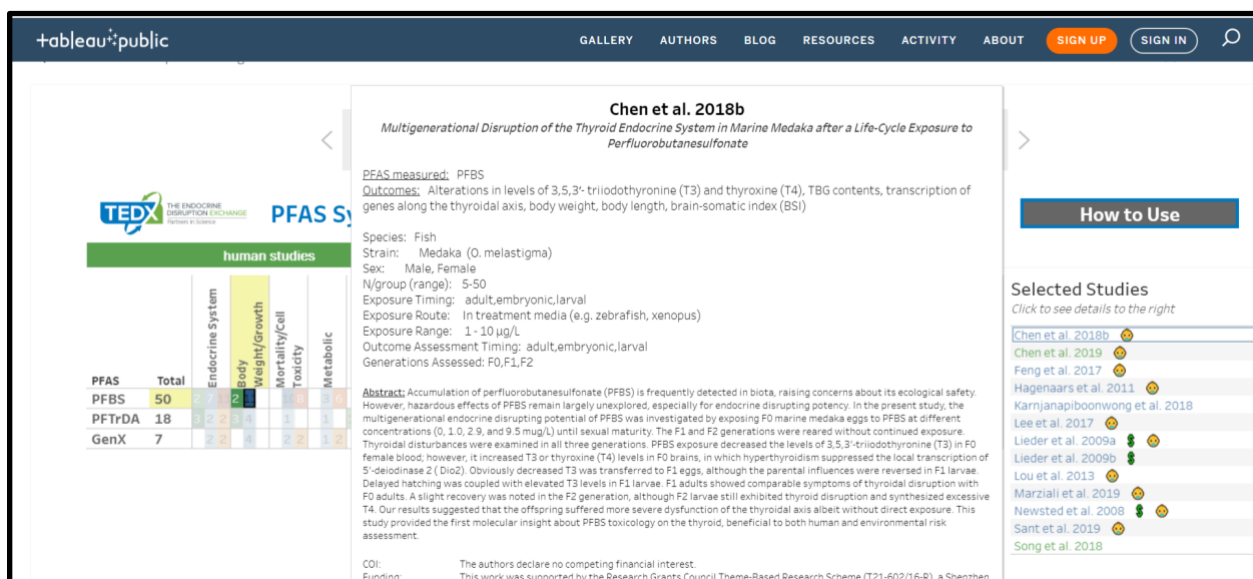 +ableau public
GALLERY AUTHORS BLOG RESOURCES ACTIVITY ABOUT SIGN UP SIGN IN
Chen et al. 2018b
Multigenerational Disruption of the Thyroid Endocrine System in Marine Medaka after a Life-Cycle Exposure to
Perfluorobutanesulfonate
PFAS measured: PFBS
Outcomes: Alterations in levels of 3,5,3'- triiodothyronine (T3) and thyroxine (T4), TBG contents, transcription of
genes along the thyroidal axis, body weight, body length, brain-somatic index (BSI)
Species: Fish
Strain: Medaka (O. melastigma)
Sex: Male, Female
N/group (range): 5-50
Exposure Timing: adult,embryonic,larval
Exposure Route: In treatment media (e.g. zebrafish, xenopus)
Exposure Range: 1 - 10 µg/L
Outcome Assessment Timing: adult,embryonic,larval
Generations Assessed: F0,F1,F2
Abstract: Accumulation of perfluorobutanesulfonate (PFBS) is frequently detected in biota, raising concerns about its ecological safety.
However, hazardous effects of PFBS remain largely unexplored, especially for endocrine disrupting potency. In the present study, the
multigenerational endocrine disrupting potential of PFBS was investigated by exposing F0 marine medaka eggs to PFBS at different
concentrations (0, 1.0, 2.9, and 9.5 mug/L) until sexual maturity. The F1 and F2 generations were reared without continued exposure.
Thyroidal disturbances were examined in all three generations. PFBS exposure decreased the levels of 3,5,3'-triiodothyronine (T3) in F0
female blood; however, it increased T3 or thyroxine (T4) levels in F0 brains, in which hyperthyroidism suppressed the local transcription of
5'-deiodinase 2 ( Dio2). Obviously decreased T3 was transferred to F1 eggs, although the parental influences were reversed in F1 larvae.
Delayed hatching was coupled with elevated T3 levels in F1 larvae. F1 adults showed comparable symptoms of thyroidal disruption with
F0 adults. A slight recovery was noted in the F2 generation, although F2 larvae still exhibited thyroid disruption and synthesized excessive
T4. Our results suggested that the offspring suffered more severe dysfunction of the thyroidal axis albeit without direct exposure. This
study provided the first molecular insight about PFBS toxicology on the thyroid, beneficial to both human and environmental risk
assessment.
COI: The authors declare no competing financial interest.
Funding: This work was supported by the Research Grants Council Theme-Based Research Scheme (T21-602/16-R), a Shenzhen
TEDX THE ENDOCRINE
DISRUPTION EXCHANGE
Partners in Science
PFAS Sy
human studies
Endocrine System
Body
Weight/Growth
Mortality/Cell
Toxicity
Metabolic
PFAS Total
PFBS 50
PFTrDA 18
GenX 7
How to Use
Selected Studies
Click to see details to the right
Chen et al. 2018b
Chen et al. 2019
Feng et al. 2017
Hagenaars et al. 2011
Karnjanapiboonwong et al. 2018
Lee et al. 2017
Lieder et al. 2009a
Lieder et al. 2009b
Lou et al. 2013
Marziali et al. 2019
Newsted et al. 2008
Sant et al. 2019
Song et al. 2018